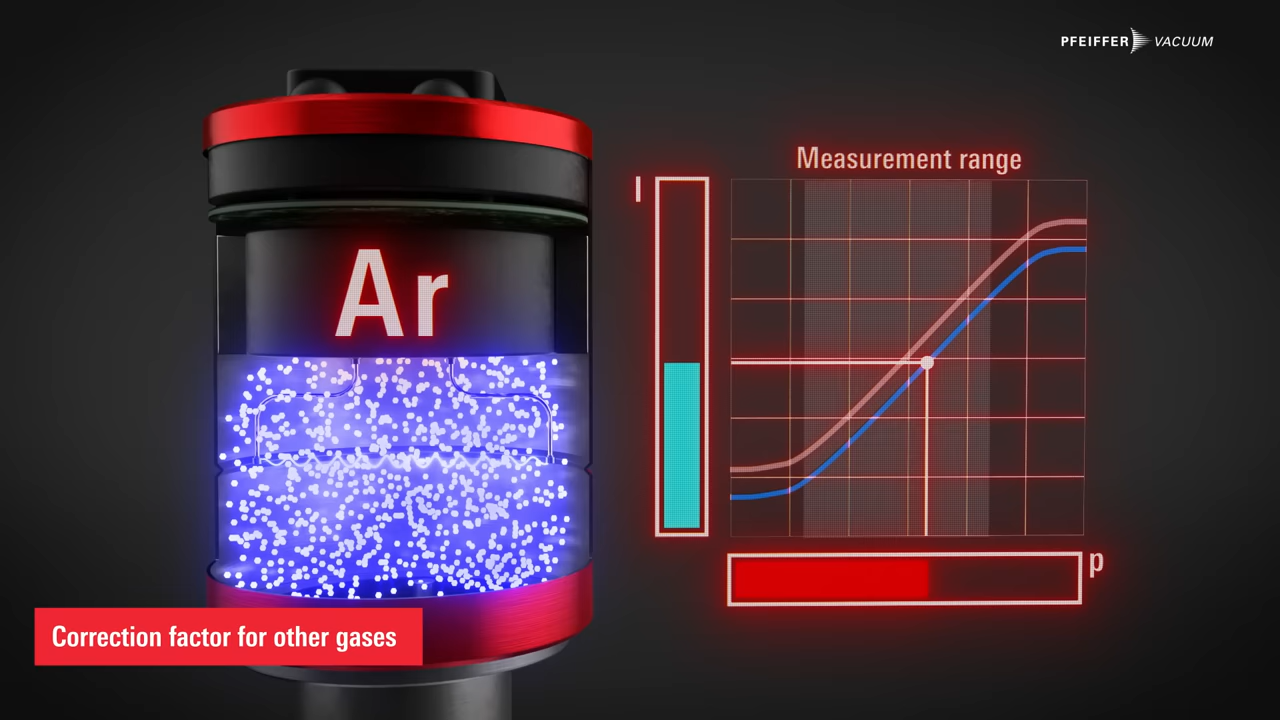 PFEIFFER VACUUM
Measurement range
I
Ar
p
Correction factor for other gases